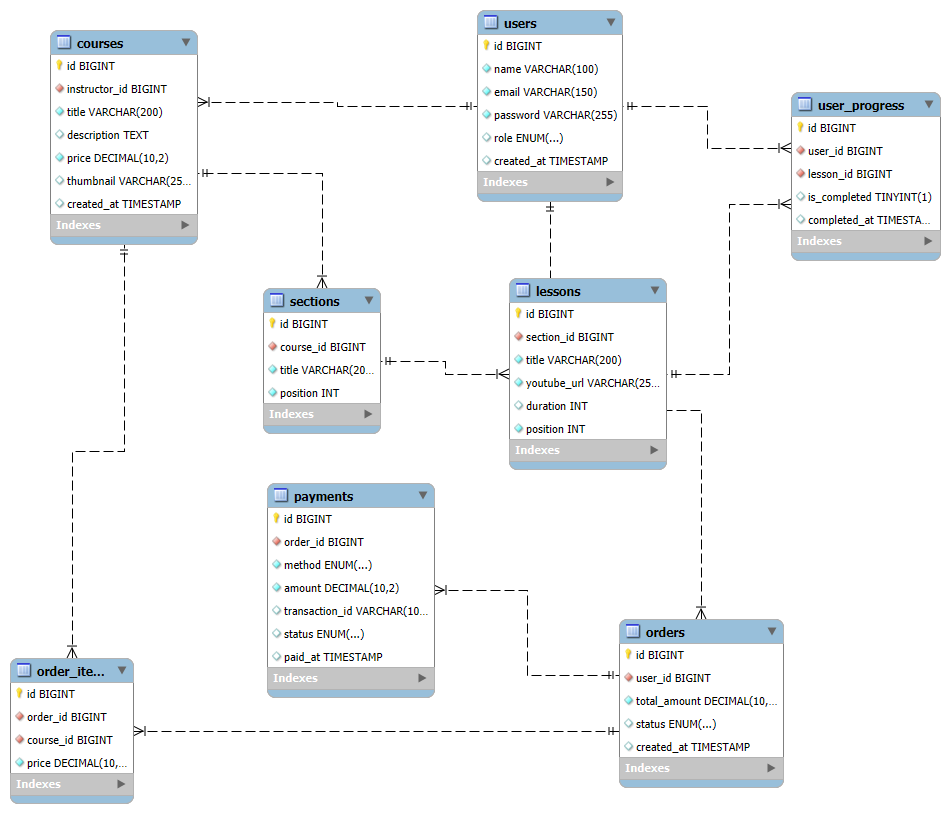 courses
id BIGINT
instructor_id BIGINT
title VARCHAR(200)
description TEXT
price DECIMAL(10,2)
thumbnail VARCHAR(25...
created_at TIMESTAMP
Indexes
users
id BIGINT
name VARCHAR(100)
email VARCHAR(150)
password VARCHAR(255)
role ENUM(...)
created_at TIMESTAMP
Indexes
user_progress
id BIGINT
user_id BIGINT
lesson_id BIGINT
is_completed TINYINT(1)
completed_at TIMESTA...
Indexes
sections
id BIGINT
course_id BIGINT
title VARCHAR(20...
position INT
Indexes
lessons
id BIGINT
section_id BIGINT
title VARCHAR(200)
youtube_url VARCHAR(25...
duration INT
position INT
Indexes
payments
id BIGINT
order_id BIGINT
method ENUM(...)
amount DECIMAL(10,2)
transaction_id VARCHAR(10...
status ENUM(...)
paid_at TIMESTAMP
Indexes
orders
id BIGINT
user_id BIGINT
total_amount DECIMAL(10,...
status ENUM(...)
created_at TIMESTAMP
Indexes
order_ite...
id BIGINT
order_id BIGINT
course_id BIGINT
price DECIMAL(10,...
Indexes